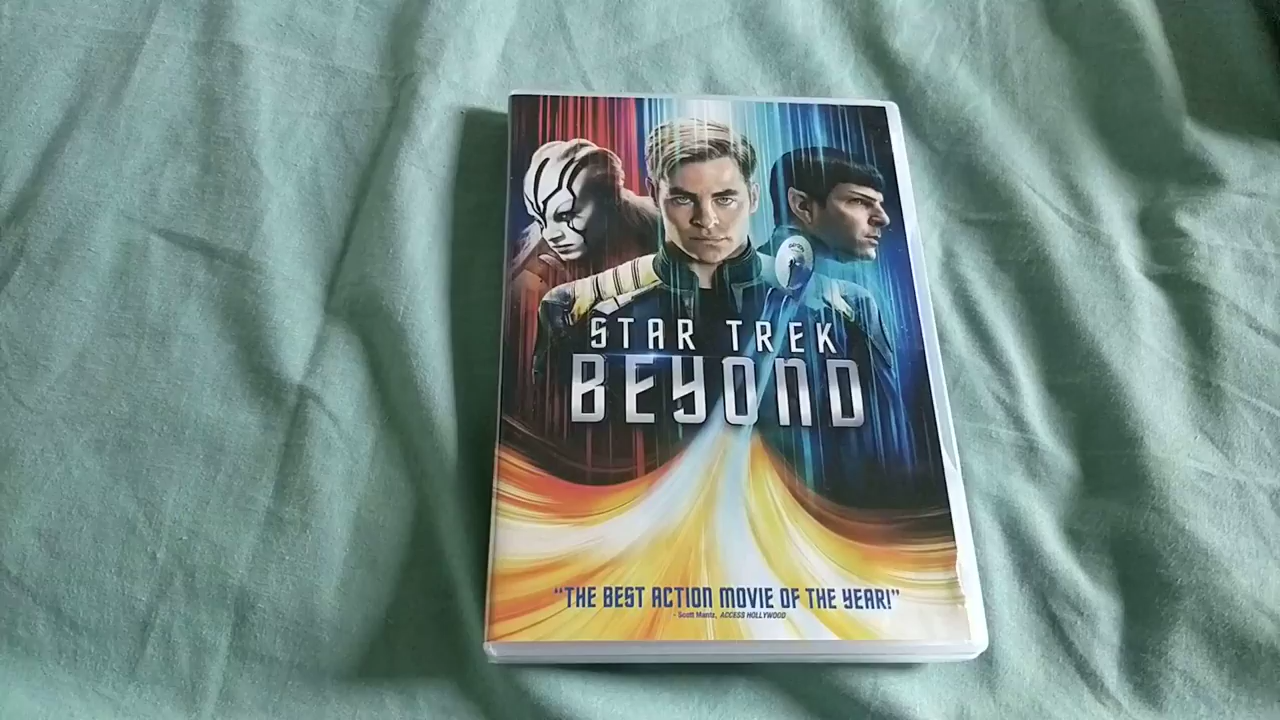 STAR TREK
BEYOND
“THE BEST ACTION MOVIE OF THE YEAR!”
- Scott Mantz, ACCESS HOLLYWOOD